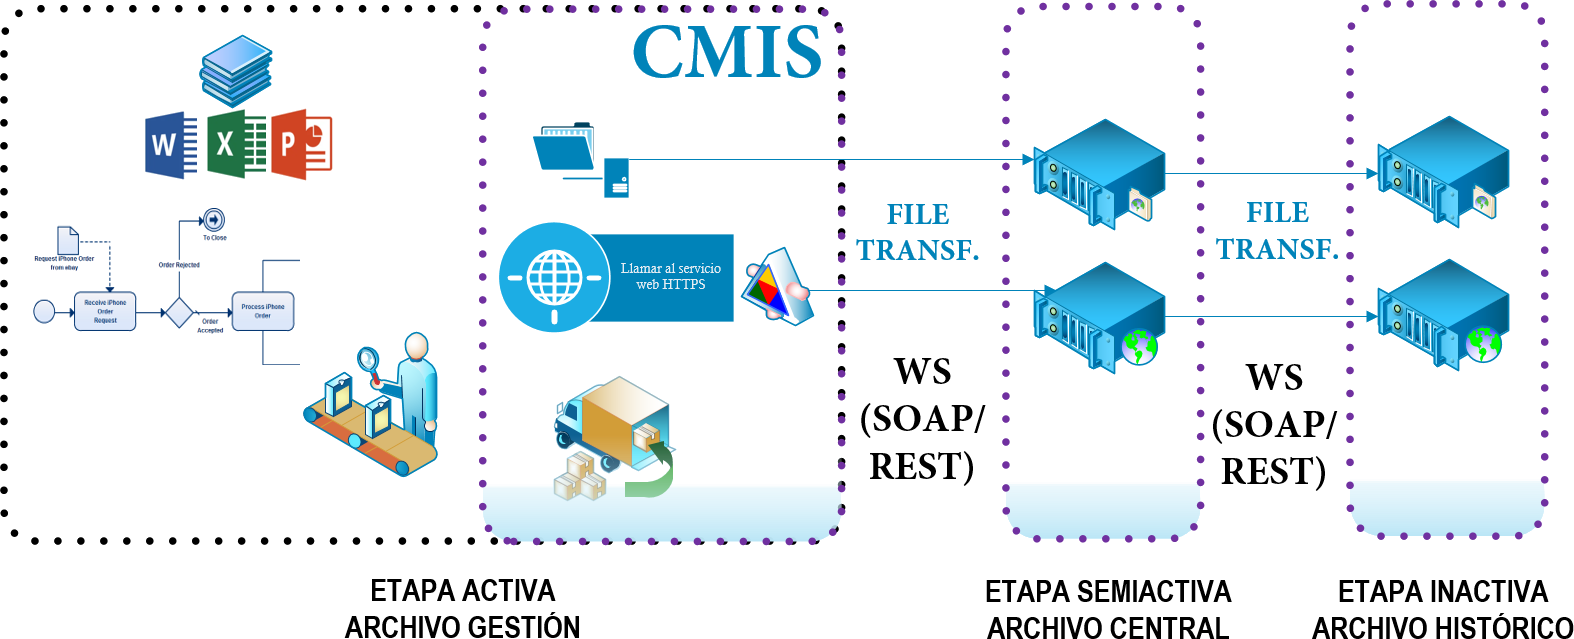 CMIS
W
X
P
To Close
Request iPhone Order
from ebay
Order Rejected
Receive iPhone
Order
Request
Process iPhone
Order
Order
Accepted
Llamar al servicio
web HTTPS
FILE
TRANSF.
FILE
TRANSF.
WS
(SOAP/
REST)
WS
(SOAP/
REST)
ETAPA ACTIVA
ARCHIVO GESTIÓN
ETAPA SEMIACTIVA
ARCHIVO CENTRAL
ETAPA INACTIVA
ARCHIVO HISTÓRICO